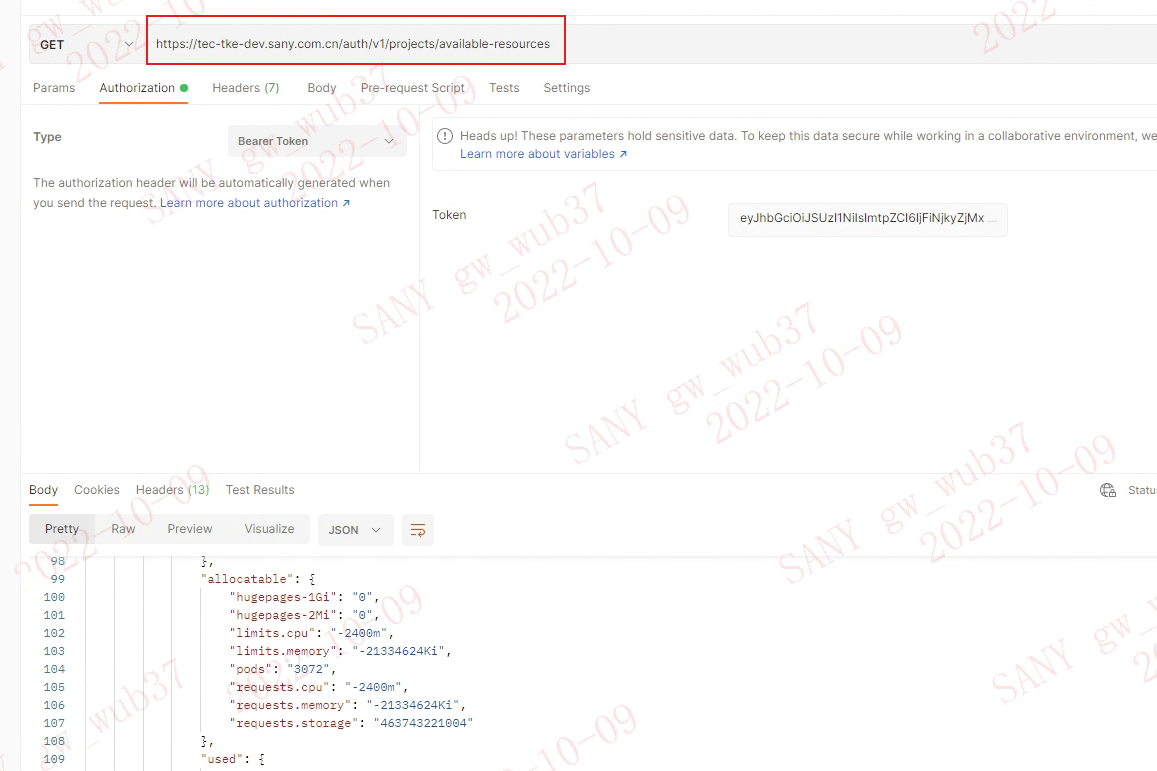 GET
https://tec-tke-dev.sany.com.cn/auth/v1/projects/available-resources
Params Authorization Headers (7) Body Pre-request Script Tests Settings
Type Bearer Token
The authorization header will be automatically generated when
you send the request. Learn more about authorization ↗
Heads up! These parameters hold sensitive data. To keep this data secure while working in a collaborative environment, we
Learn more about variables ↗
Token
Body Cookies Headers (13) Test Results Statu
Pretty Raw Preview Visualize JSON
98 },
99 "allocatable": {
100 "hugepages-1Gi": "0",
101 "hugepages-2Mi": "0",
102 "limits.cpu": "-2400m",
103 "limits.memory": "-21334624Ki",
104 "pods": "3072",
105 "requests.cpu": "-2400m",
106 "requests.memory": "-21334624Ki",
107 "requests.storage": "463743221004"
108 },
109 "used": {
SANY gw_wub37
2022-10-09